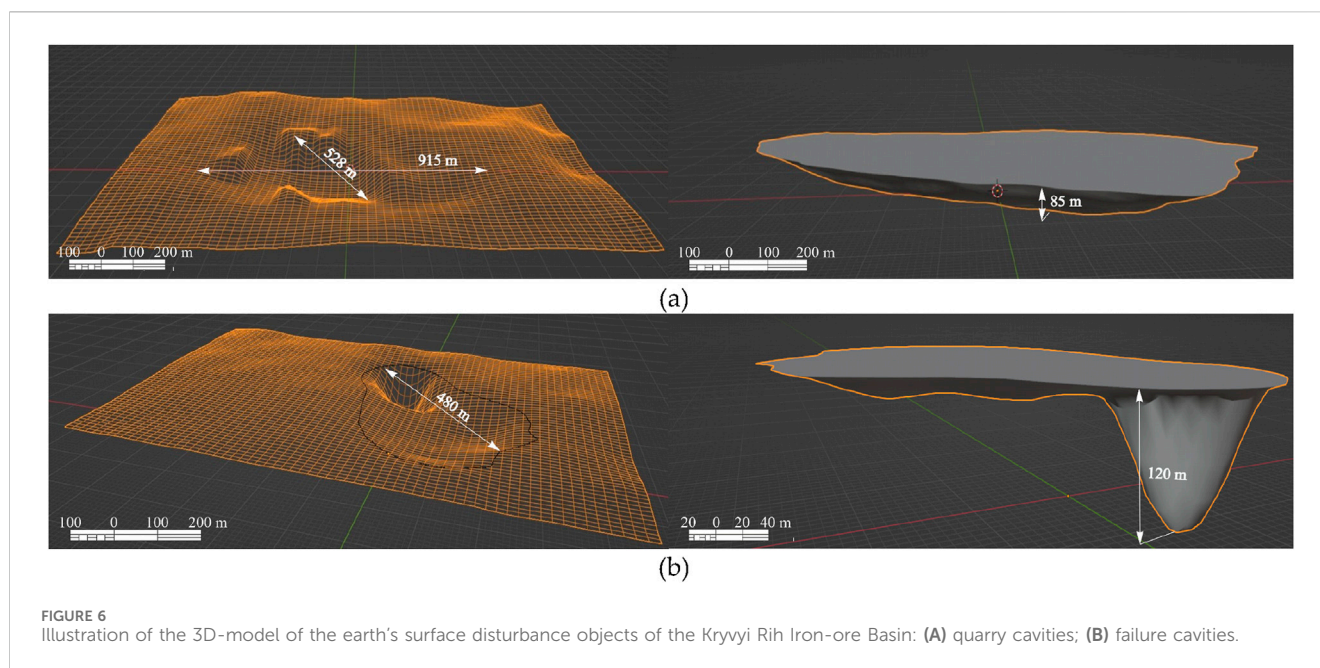 528 m
915 m
100 0 100 200 m
85 m
100 0 100 200 m
(a)
480 m
100 0 100 200 m
120 m
20 0 20 40 m
(b)
FIGURE 6
Illustration of the 3D-model of the earth's surface disturbance objects of the Kryvyi Rih Iron-ore Basin: (A) quarry cavities; (B) failure cavities.